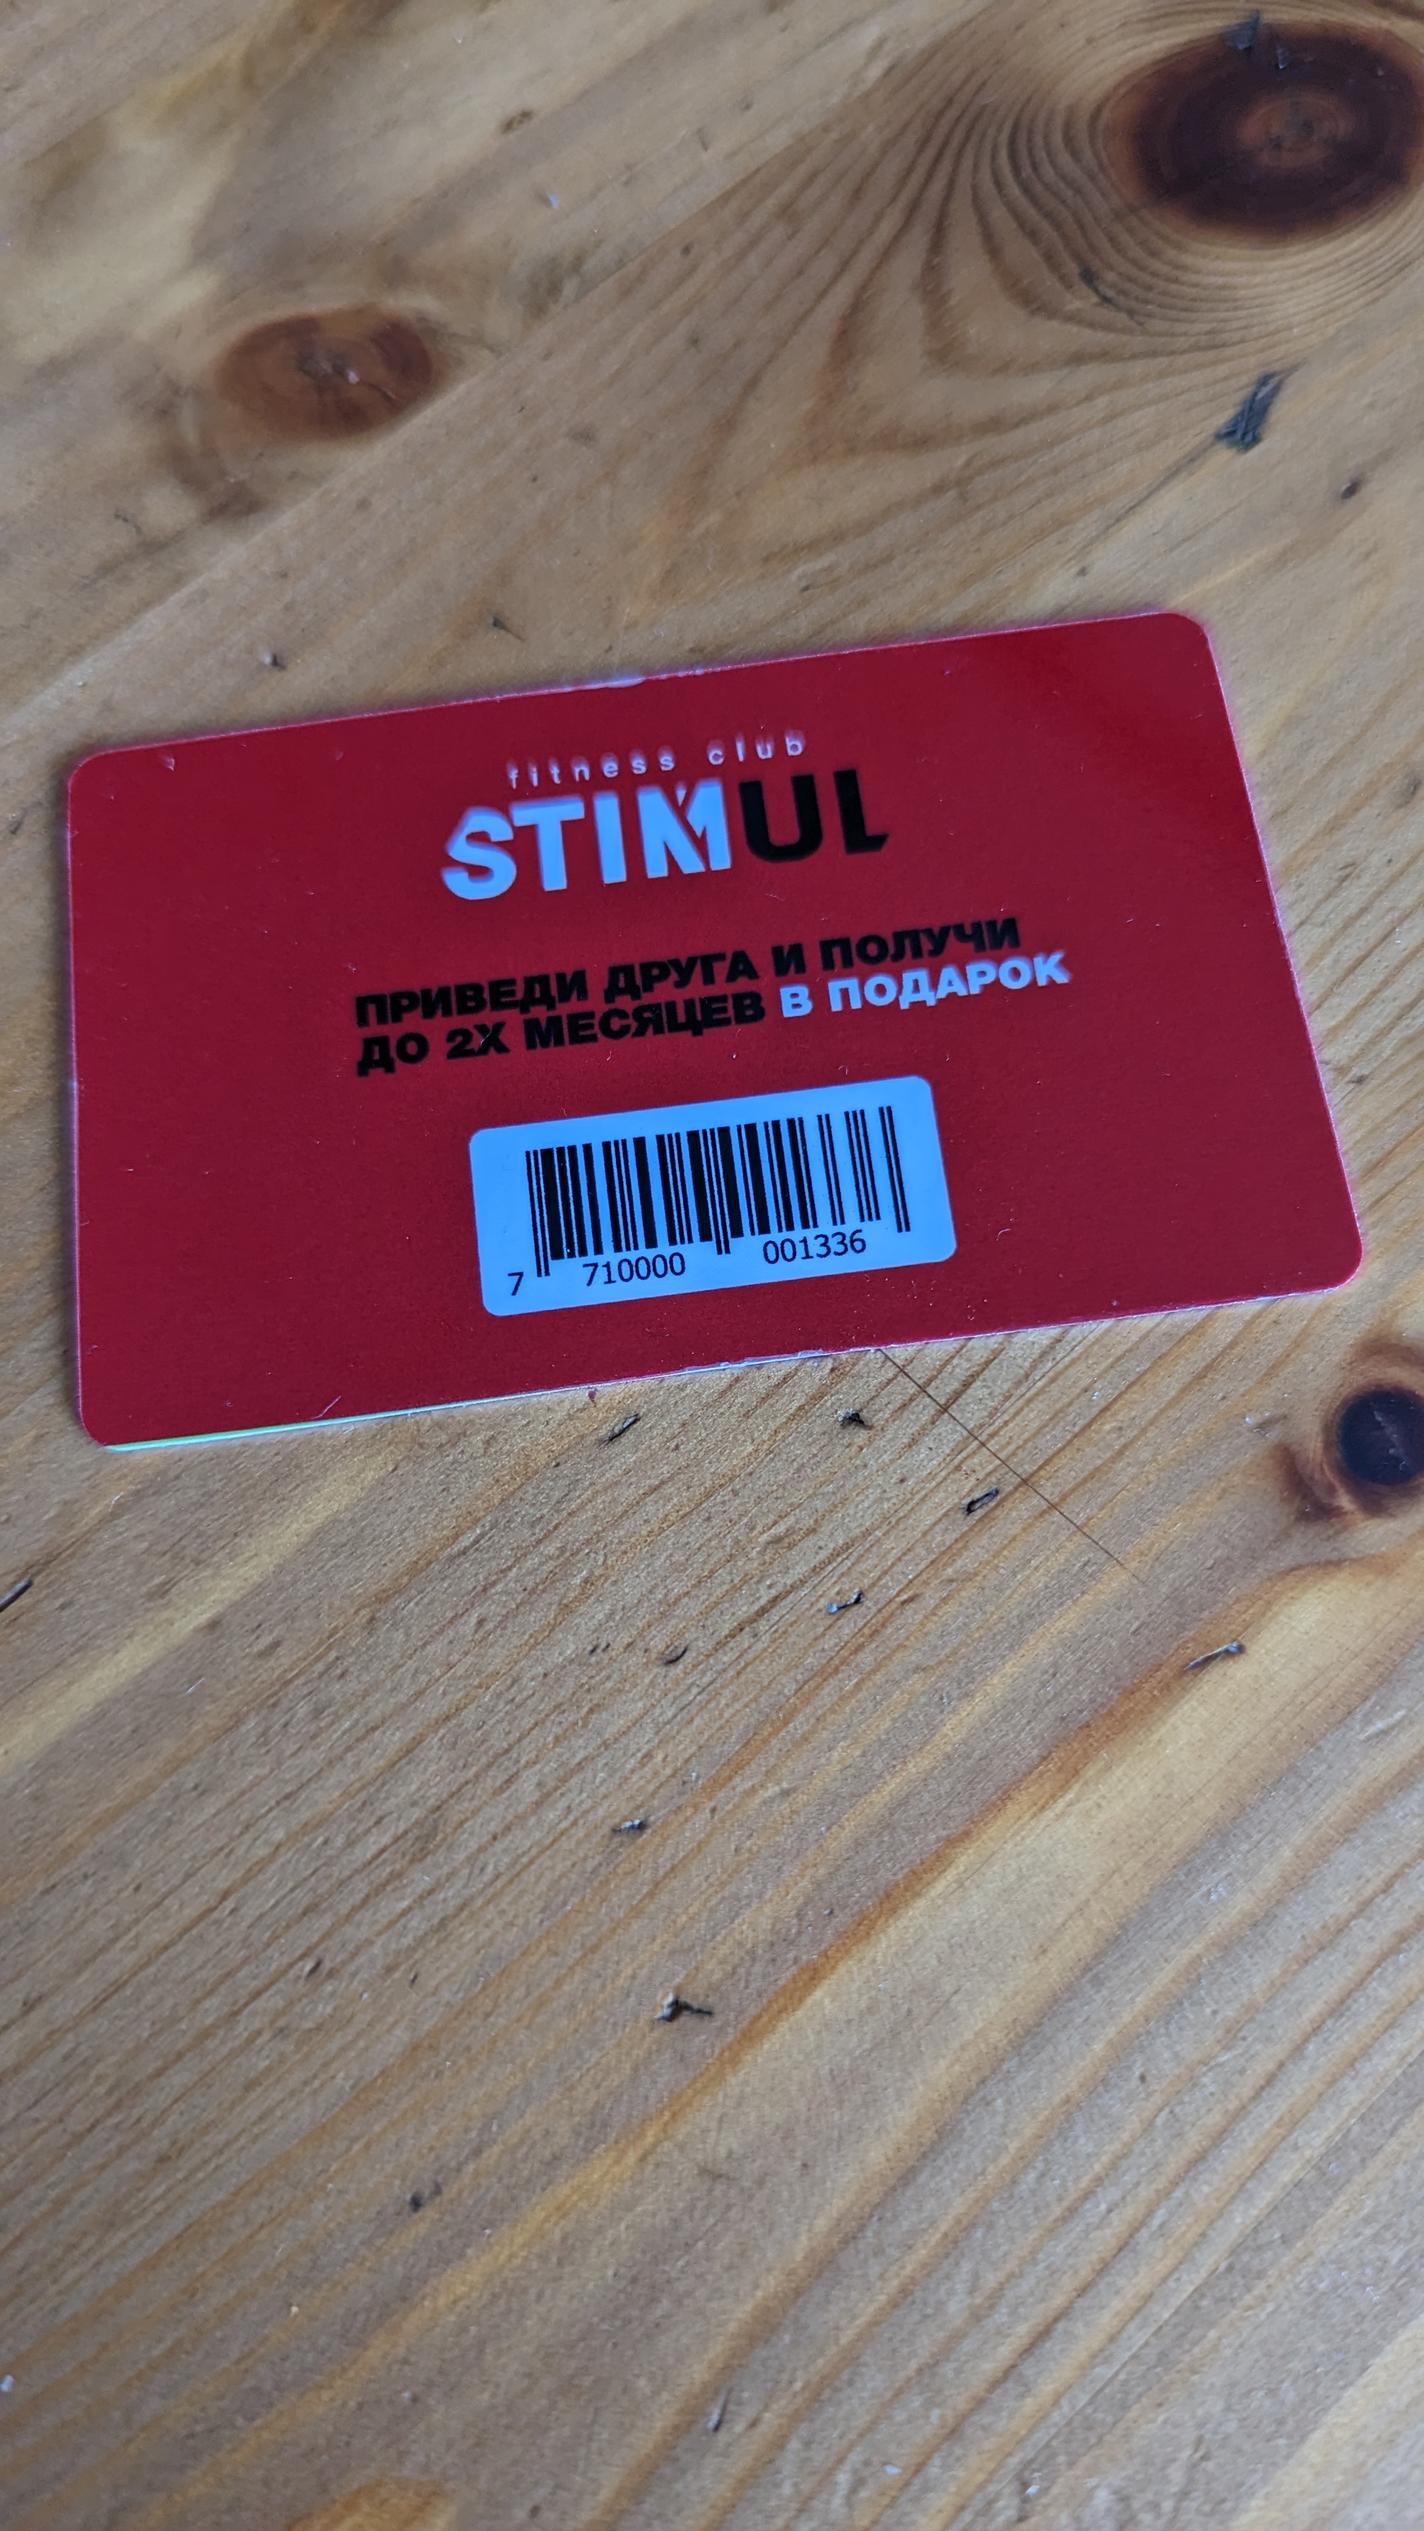 fitness club
STIMUL
ПРИВЕДИ ДРУГА И ПОЛУЧИ
ДО 2Х МЕСЯЦЕВ В ПОДАРОК
7 710000 001336